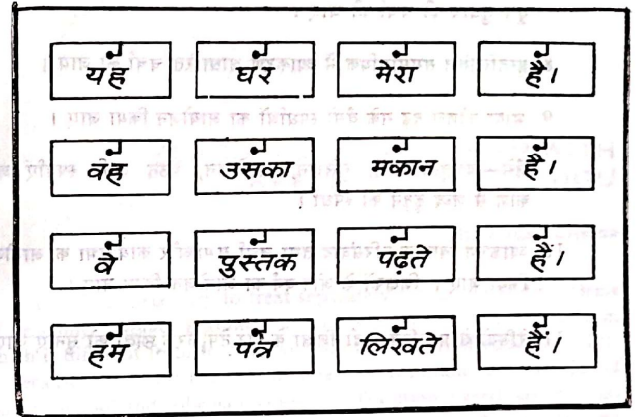 यह घर मेरा है।
वह उसका मकान है।
वे पुस्तक पढ़ते हैं।
हम पत्र लिखते हैं।